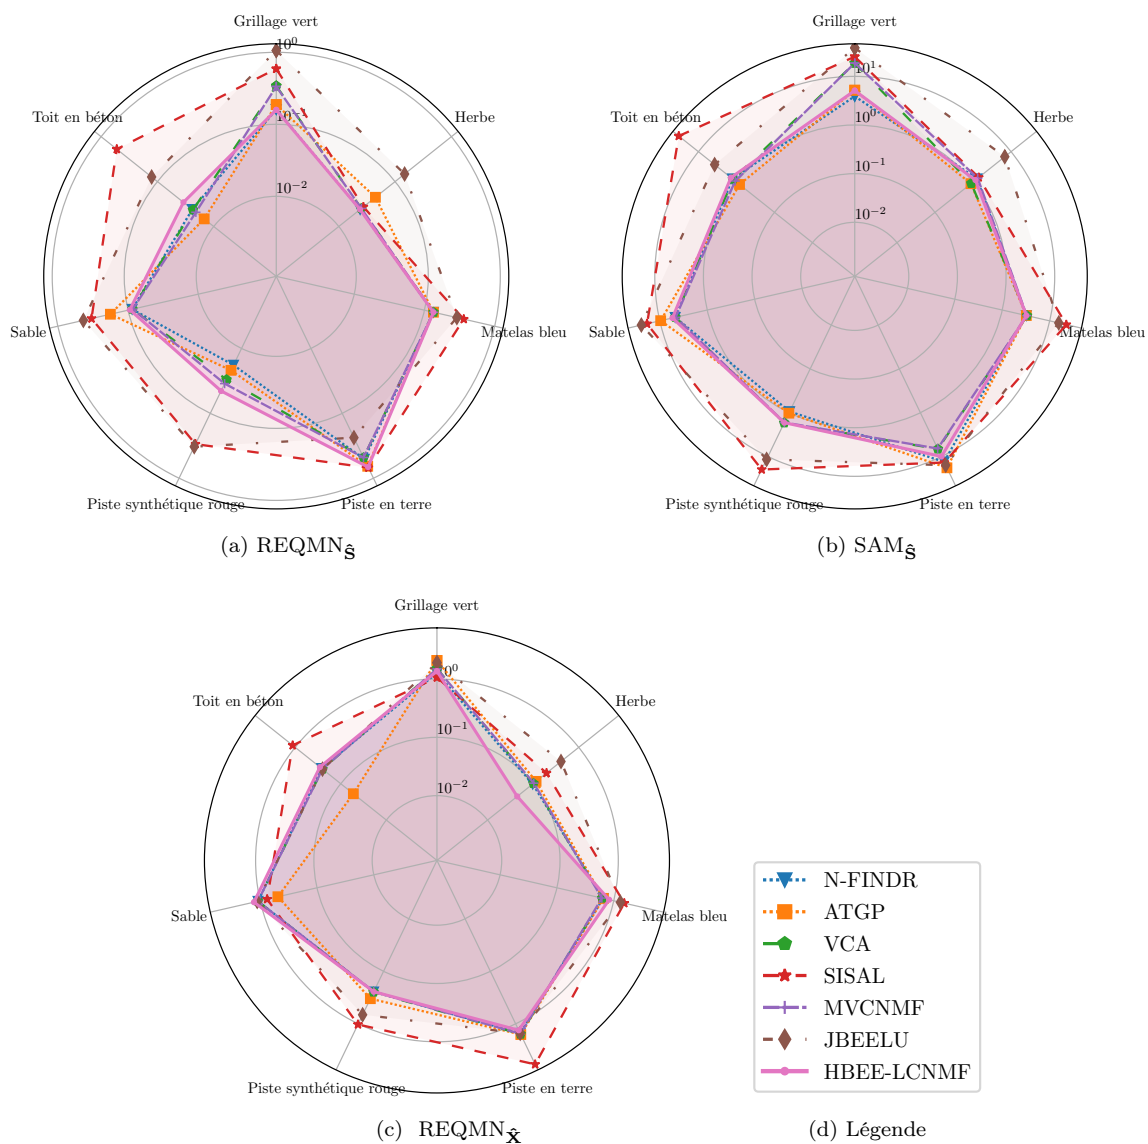 Grillage vert
10^0
10^-1
10^-2
Toit en béton
Herbe
Sable
Matelas bleu
Piste synthétique rouge
Piste en terre
(a) REQMN_Ŝ
Grillage vert
10^1
10^0
10^-1
10^-2
Toit en béton
Herbe
Sable
Matelas bleu
Piste synthétique rouge
Piste en terre
(b) SAM_Ŝ
Grillage vert
10^0
10^-1
10^-2
Toit en béton
Herbe
Sable
Matelas bleu
Piste synthétique rouge
Piste en terre
(c) REQMN_X̂
N-FINDR
ATGP
VCA
SISAL
MVCNMF
JBEELU
HBEE-LCNMF
(d) Légende